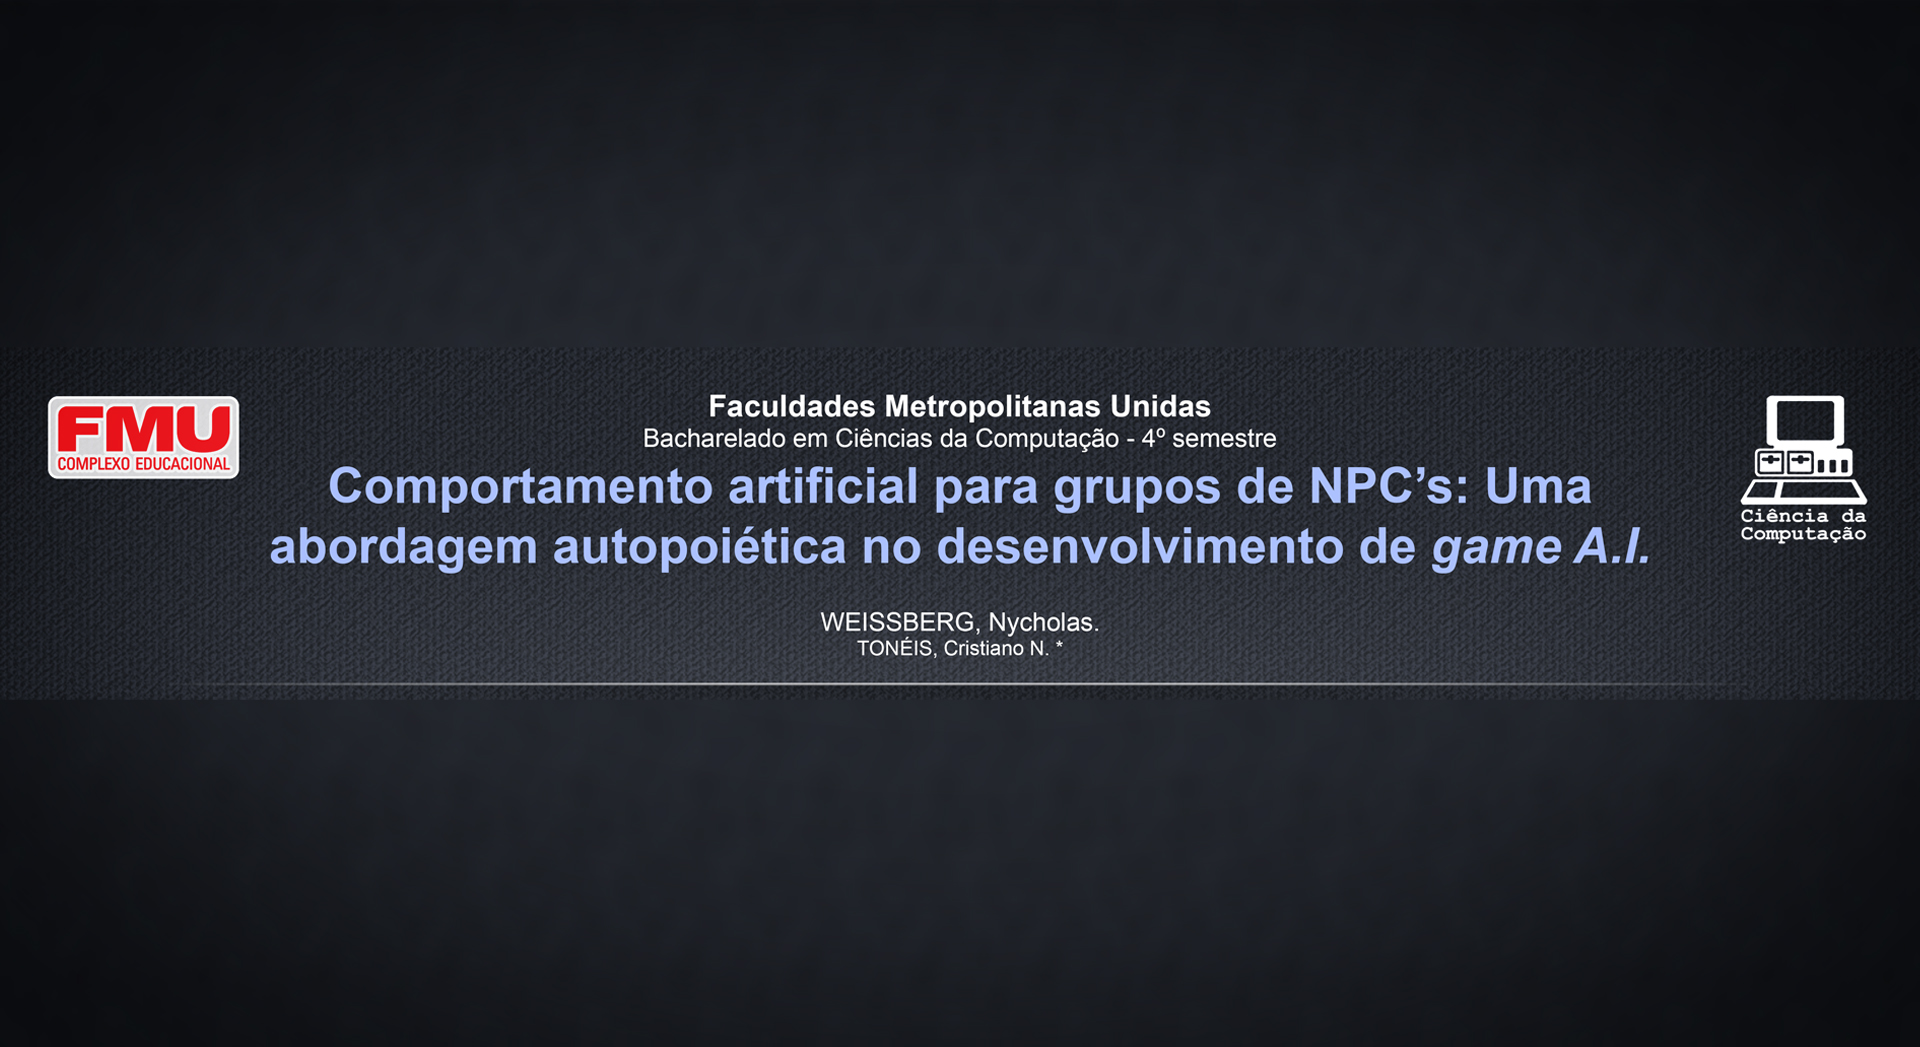 FMU
COMPLEXO EDUCACIONAL
Faculdades Metropolitanas Unidas
Bacharelado em Ciências da Computação - 4º semestre
Comportamento artificial para grupos de NPC’s: Uma
abordagem autopoiética no desenvolvimento de game A.I.
WEISSBERG, Nycholas.
TONÉIS, Cristiano N. *
Ciência da
Computação